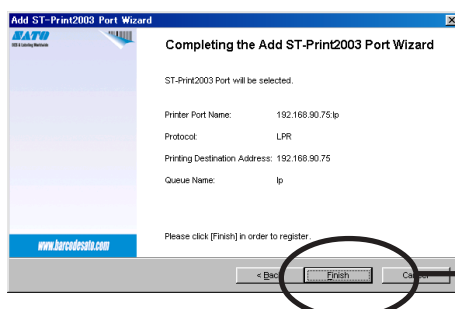 Add ST-Print2003 Port Wizard
SATO
Completing the Add ST-Print2003 Port Wizard
ST-Print2003 Port will be selected.
Printer Port Name: 192.168.90.75:lp
Protocol: LPR
Printing Destination Address: 192.168.90.75
Queue Name: lp
Please click [Finish] in order to register.
www.barcodesato.com
< Back Finish Cancel